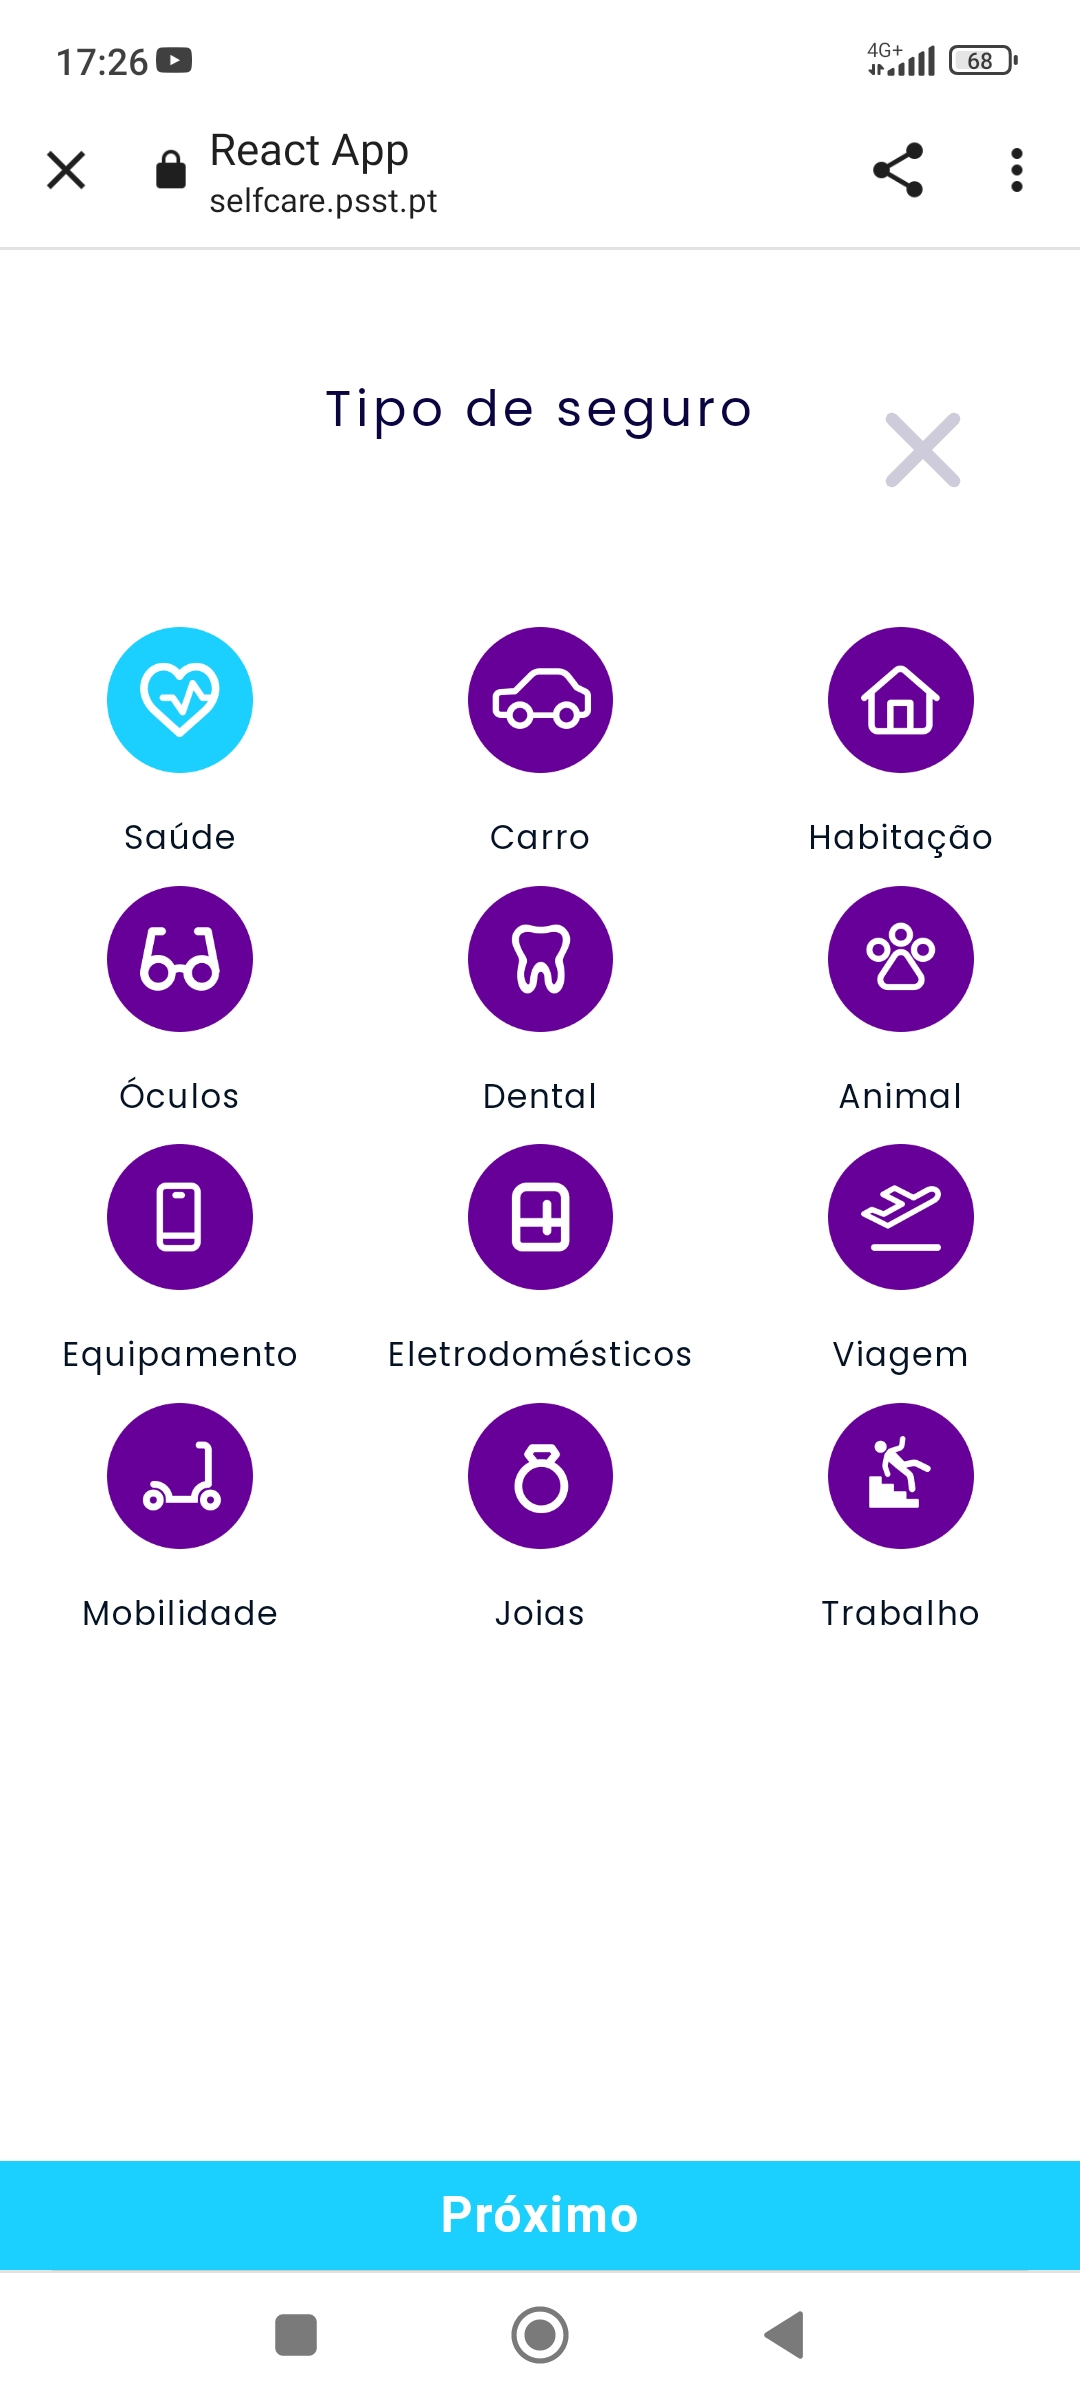 17:26
4G+
68
React App
selfcare.psst.pt
Tipo de seguro
Saúde
Carro
Habitação
Óculos
Dental
Animal
Equipamento
Eletrodomésticos
Viagem
Mobilidade
Joias
Trabalho
Próximo